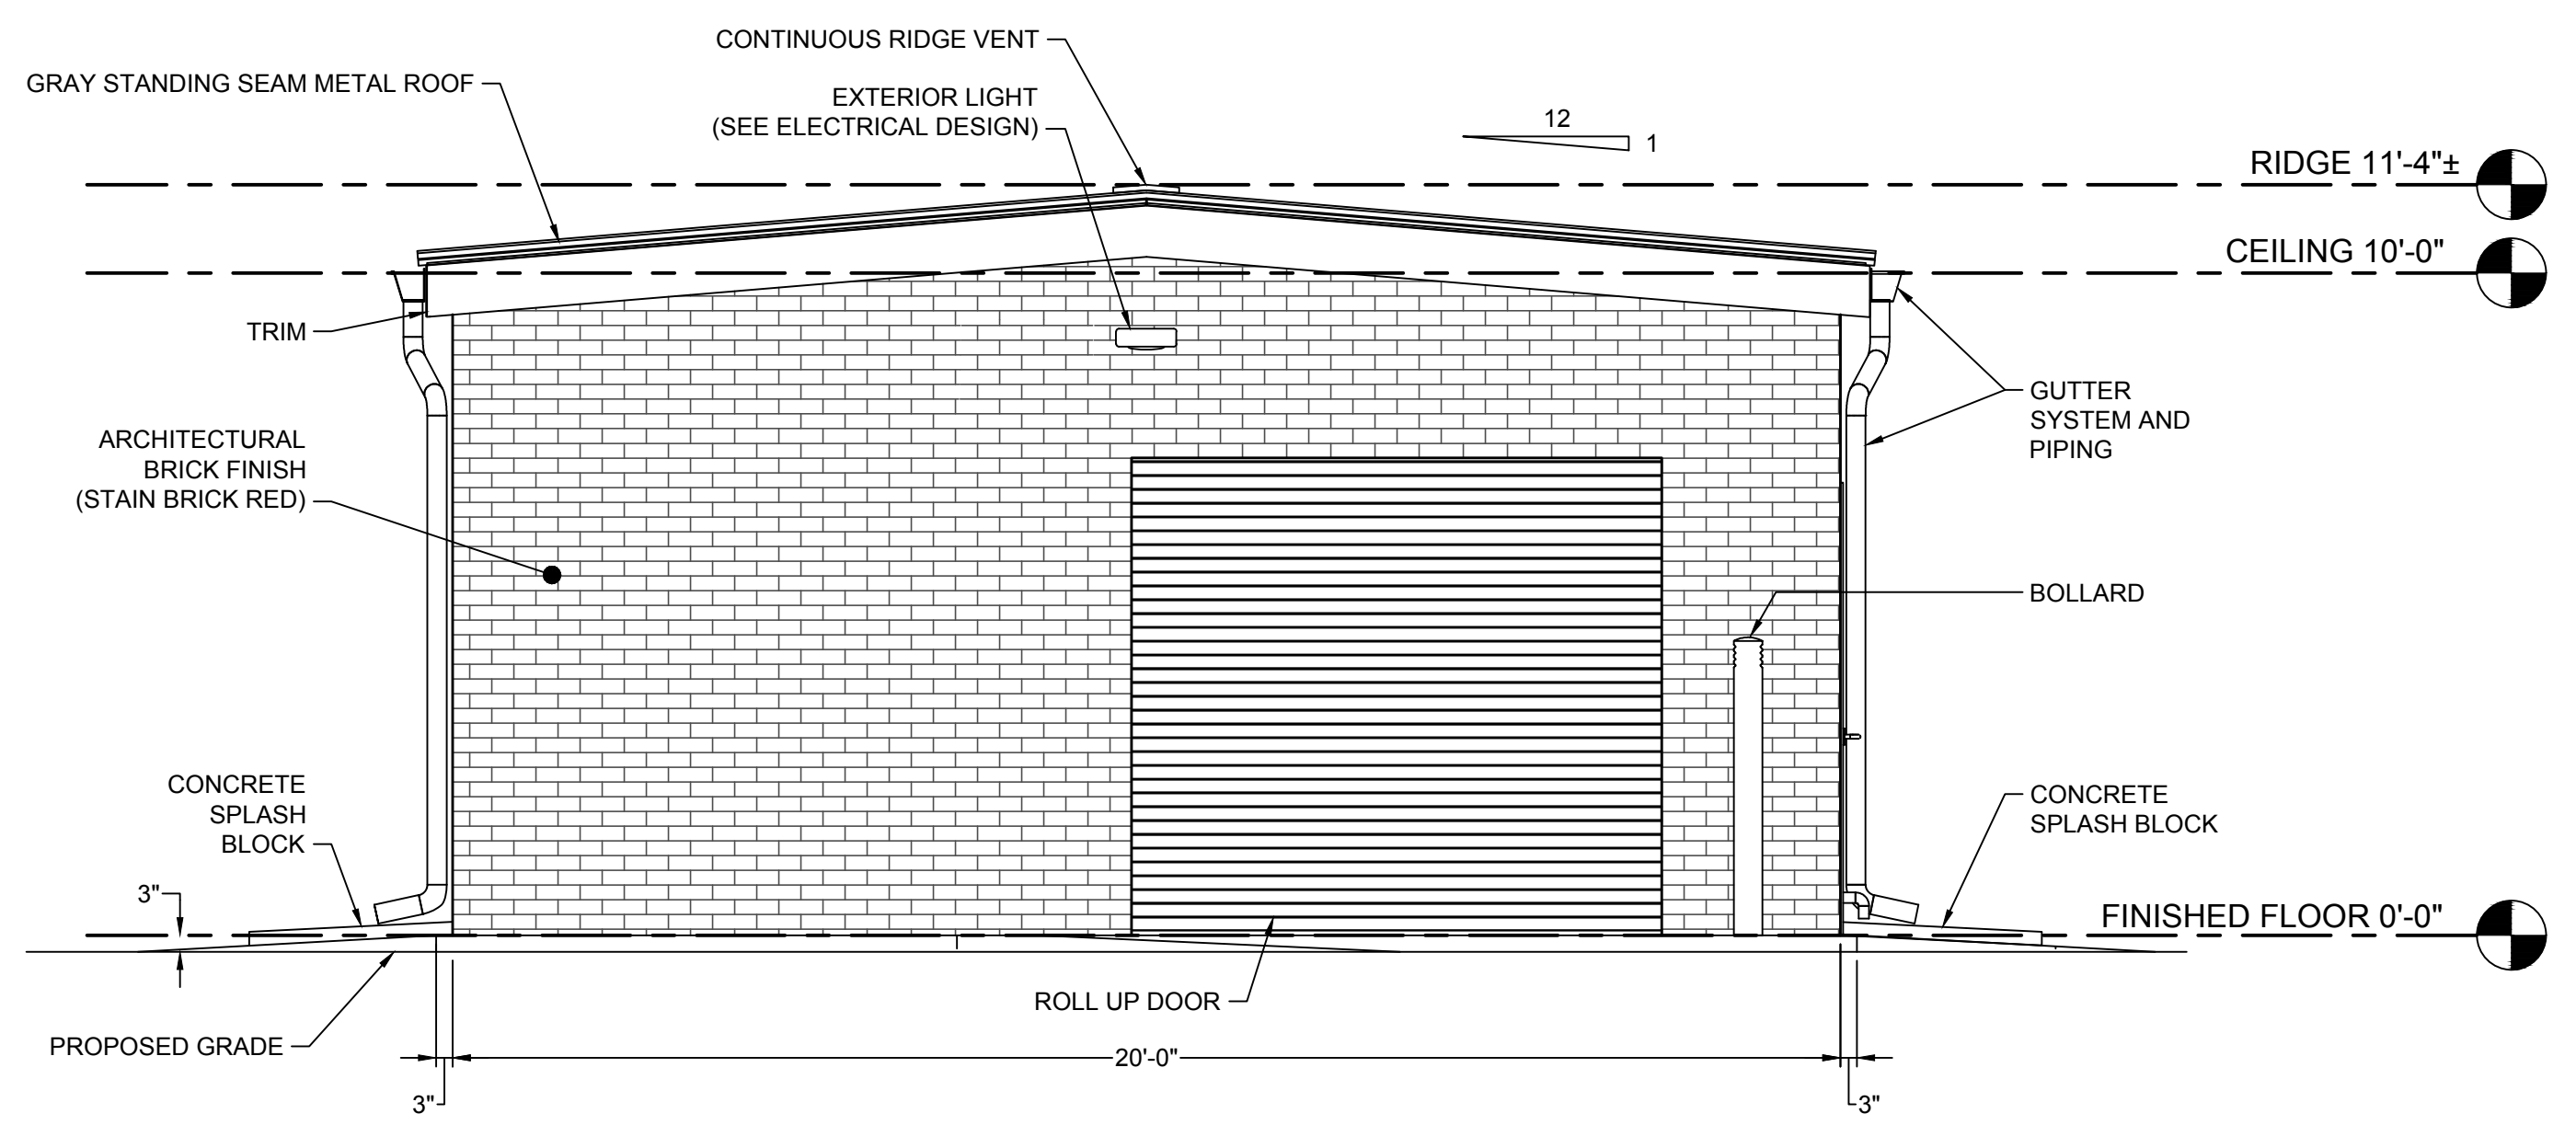 CONTINUOUS RIDGE VENT
GRAY STANDING SEAM METAL ROOF
EXTERIOR LIGHT
(SEE ELECTRICAL DESIGN)
12
1
RIDGE 11'-4"±
CEILING 10'-0"
TRIM
GUTTER
SYSTEM AND
PIPING
ARCHITECTURAL
BRICK FINISH
(STAIN BRICK RED)
BOLLARD
CONCRETE
SPLASH
BLOCK
CONCRETE
SPLASH BLOCK
3"
FINISHED FLOOR 0'-0"
ROLL UP DOOR
PROPOSED GRADE
20'-0"
3"
3"